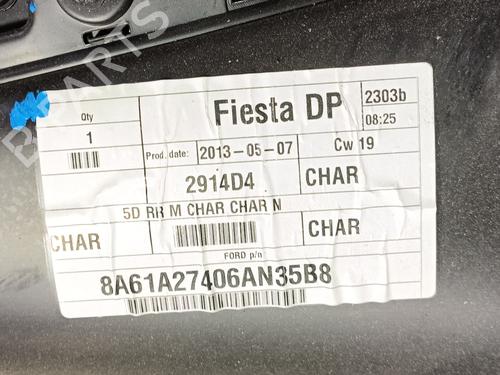 Qty
1
Fiesta DP
2303b
08:25
Prod. date: 2013-05-07
Cw 19
2914D4
CHAR
5D RR M CHAR CHAR N
CHAR
CHAR
FORD p/n
8A61A27406AN35B8